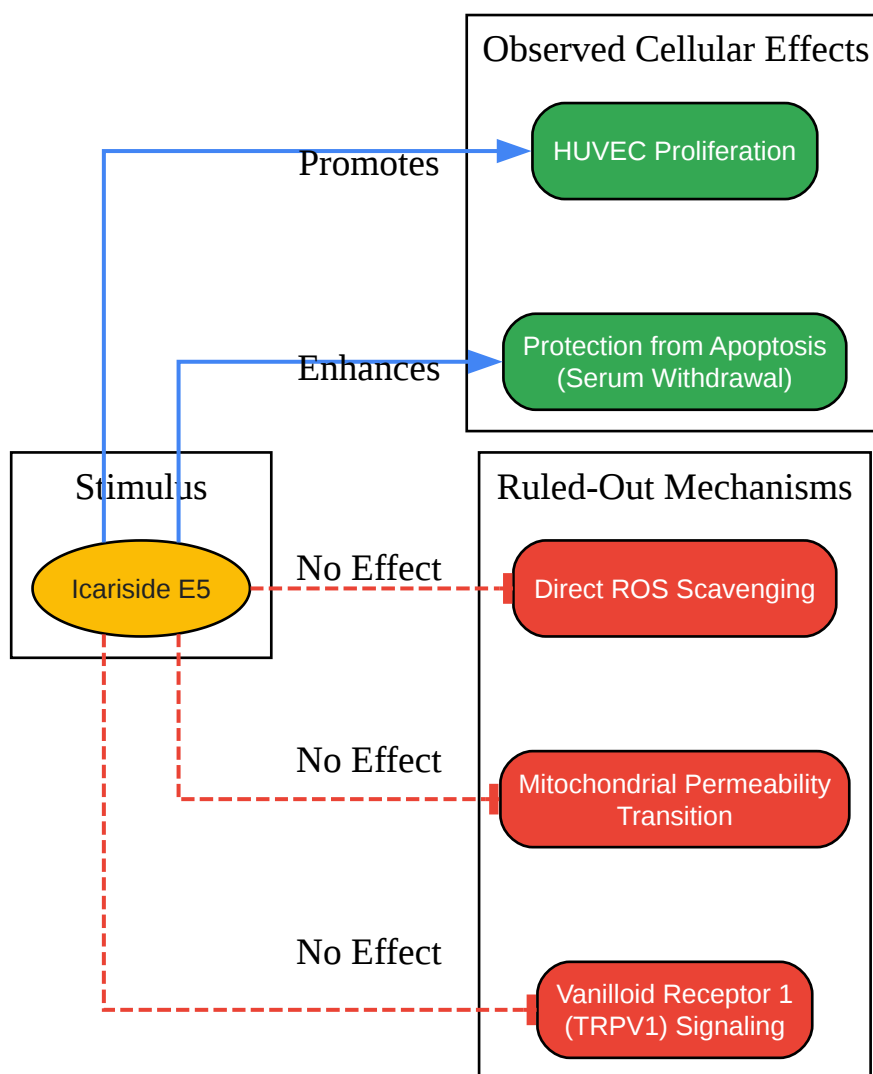 Observed Cellular Effects
HUVEC Proliferation
Promotes
Protection from Apoptosis
(Serum Withdrawal)
Enhances
Stimulus
Icariside E5
Ruled-Out Mechanisms
No Effect
Direct ROS Scavenging
No Effect
Mitochondrial Permeability
Transition
No Effect
Vanilloid Receptor 1
(TRPV1) Signaling